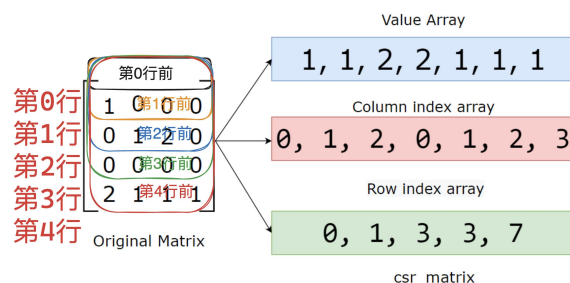 Value Array
1, 1, 2, 2, 1, 1, 1
第0行前
第0行 1 0 0 0
第1行前
第1行 0 1 2 0
第2行前
第2行 0 0 0 0
第3行前
第3行 2 1 1 1
第4行前
第4行
Original Matrix
Column index array
0, 1, 2, 0, 1, 2, 3
Row index array
0, 1, 3, 3, 7
csr matrix